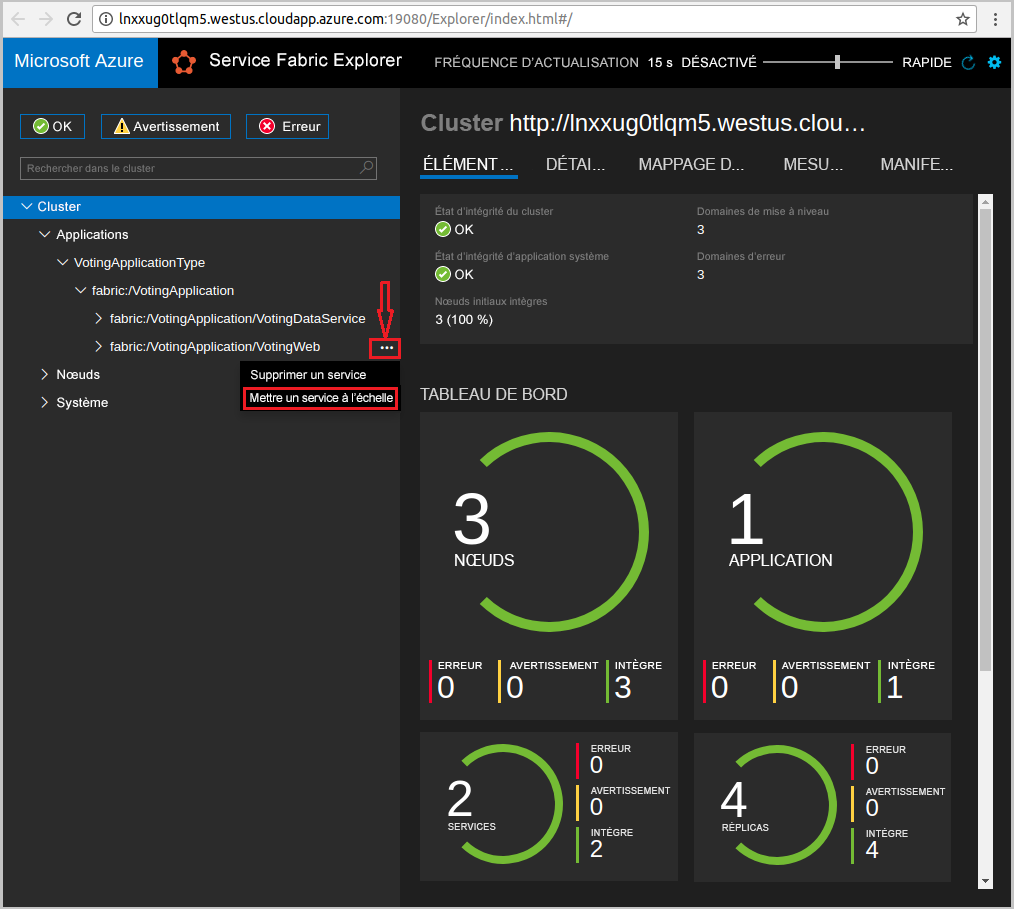 lnxxug0tlqm5.westus.cloudapp.azure.com:19080/Explorer/index.html#/
Microsoft Azure
Service Fabric Explorer
FRÉQUENCE D'ACTUALISATION 15 s DÉSACTIVÉ RAPIDE
OK Avertissement Erreur
Rechercher dans le cluster
Cluster
Applications
VotingApplicationType
fabric:/VotingApplication
fabric:/VotingApplication/VotingDataService
fabric:/VotingApplication/VotingWeb
...
Supprimer un service
Mettre un service à l'échelle
Nœuds
Système
Cluster http://lnxxug0tlqm5.westus.clou…
ÉLÉMENT ... DÉTAI... MAPPAGE D... MESU... MANIFE...
État d'intégrité du cluster
OK
Domaines de mise à niveau
3
État d'intégrité d'application système
OK
Domaines d'erreur
3
Nœuds initiaux intègres
3 (100 %)
TABLEAU DE BORD
3
NŒUDS
ERREUR AVERTISSEMENT INTÈGRE
0 0 3
1
APPLICATION
ERREUR AVERTISSEMENT INTÈGRE
0 0 1
2
SERVICES
ERREUR
0
AVERTISSEMENT
0
INTÈGRE
2
4
RÉPLICAS
ERREUR
0
AVERTISSEMENT
0
INTÈGRE
4